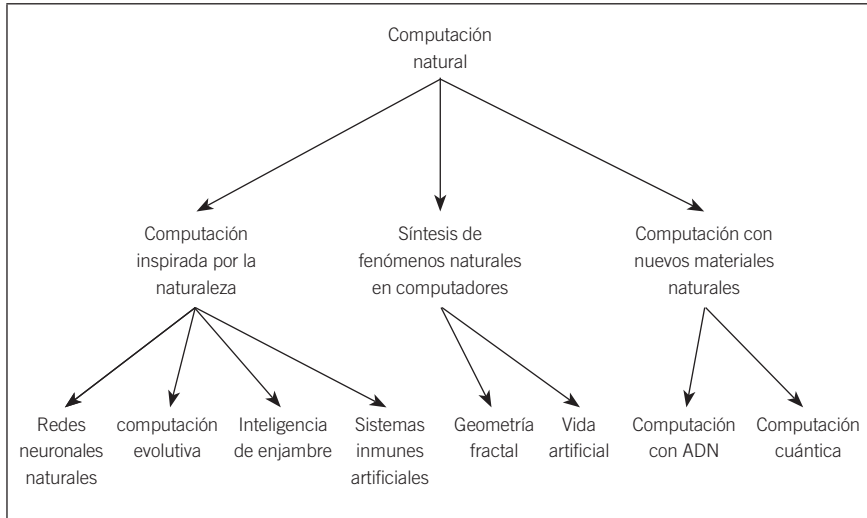 Computación
natural
Computación
inspirada por la
naturaleza
Síntesis de
fenómenos naturales
en computadores
Computación con
nuevos materiales
naturales
Redes
neuronales
naturales
computación
evolutiva
Inteligencia
de enjambre
Sistemas
inmunes
artificiales
Geometría
fractal
Vida
artificial
Computación
con ADN
Computación
cuántica